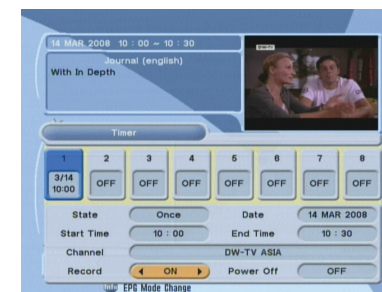 14 MAR 2008 10 : 00 ~ 10 : 30
Journal (english)
With In Depth
DW-TV
Timer
1 2 3 4 5 6 7 8
3/14 10:00 OFF OFF OFF OFF OFF OFF OFF
State Once Date 14 MAR 2008
Start Time 10 : 00 End Time 10 : 30
Channel DW-TV ASIA
Record ON Power Off OFF
EPG Mode Change